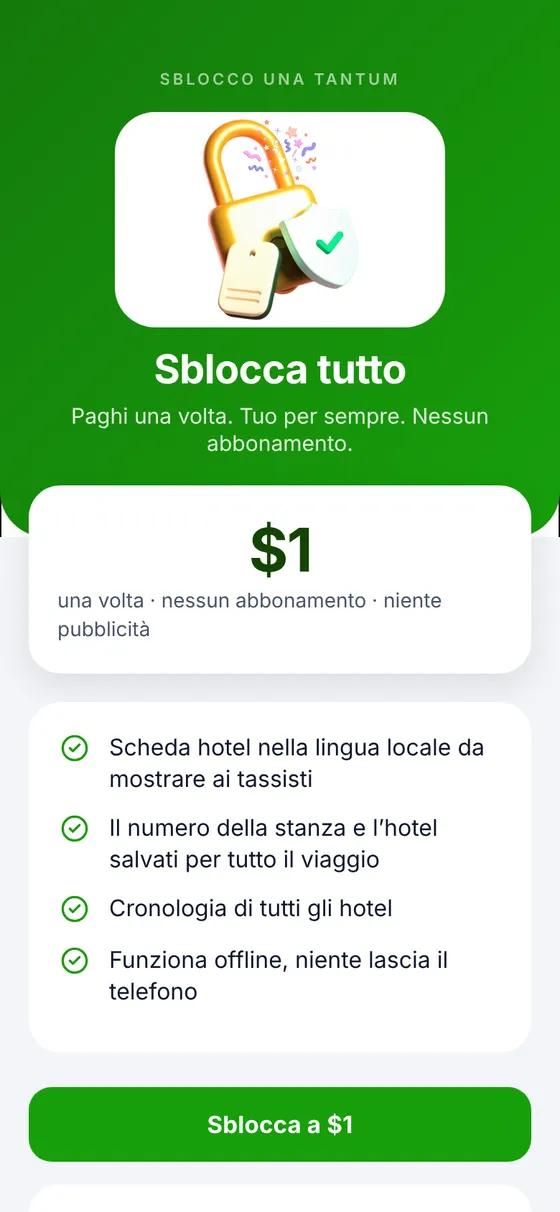 SBLOCCO UNA TANTUM
Sblocca tutto
Paghi una volta. Tuo per sempre. Nessun
abbonamento.
$1
una volta · nessun abbonamento · niente
pubblicità
Scheda hotel nella lingua locale da
mostrare ai tassisti
Il numero della stanza e l’hotel
salvati per tutto il viaggio
Cronologia di tutti gli hotel
Funziona offline, niente lascia il
telefono
Sblocca a $1